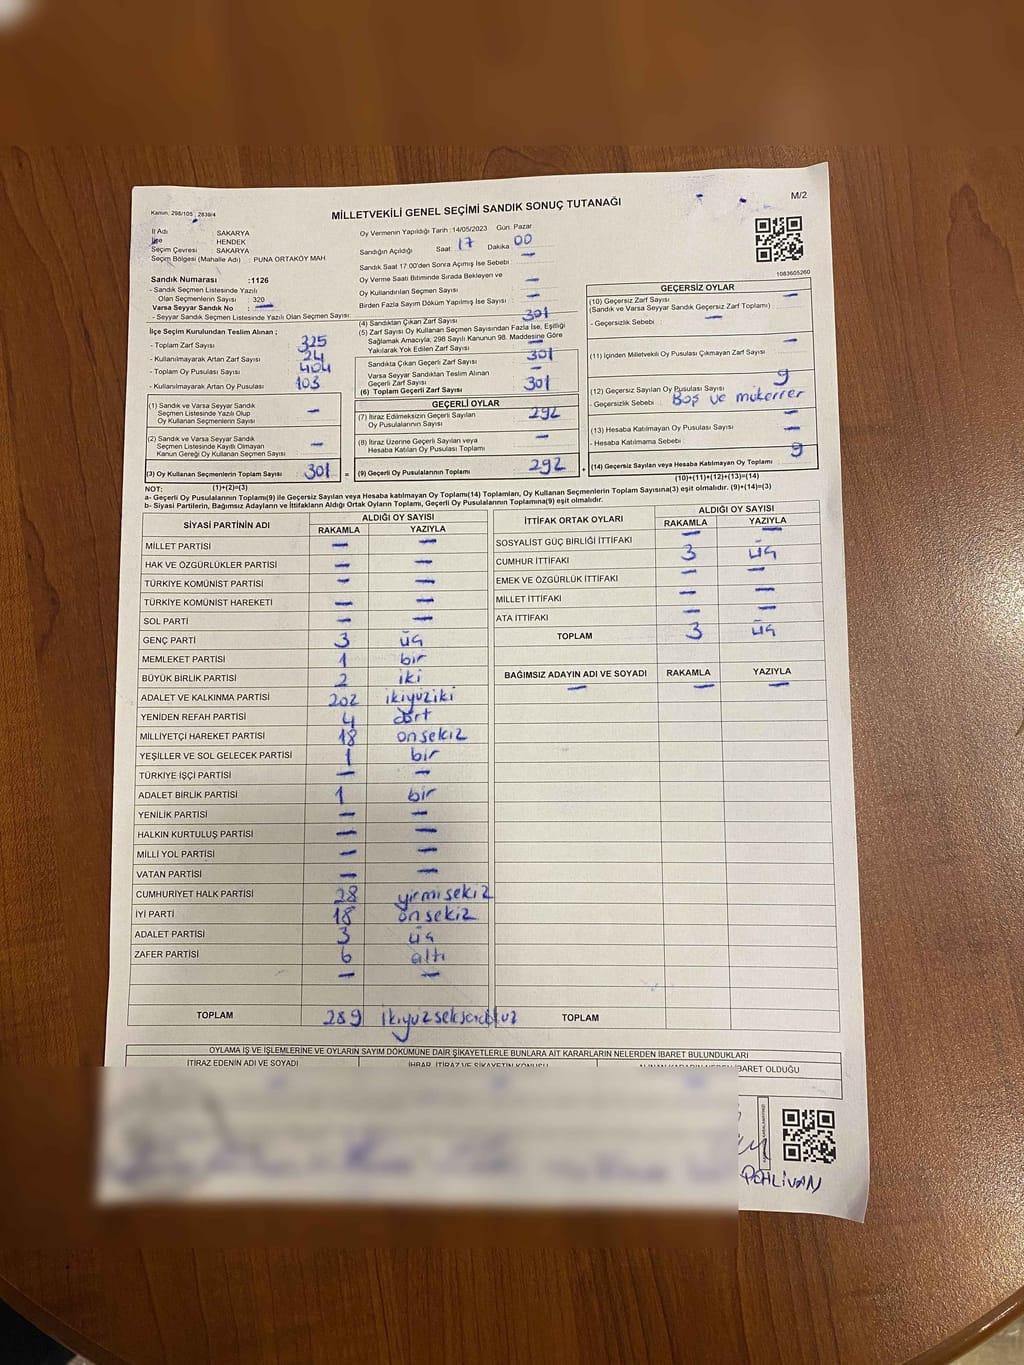 Kanun: 298/105 , 2839/4
MİLLETVEKİLİ GENEL SEÇİMİ SANDIK SONUÇ TUTANAĞI
M/2
İl Adı : SAKARYA
İlçe : HENDEK
Seçim Çevresi : SAKARYA
Seçim Bölgesi (Mahalle Adı) : PUNA ORTAKÖY MAH
Sandık Numarası :1126
- Sandık Seçmen Listesinde Yazılı
Olan Seçmenlerin Sayısı : 320
Varsa Seyyar Sandık No : —
- Seyyar Sandık Seçmen Listesinde Yazılı Olan Seçmen Sayısı:
İlçe Seçim Kurulundan Teslim Alınan ;
- Toplam Zarf Sayısı : 325
- Kullanılmayarak Artan Zarf Sayısı : 24
- Toplam Oy Pusulası Sayısı : 404
- Kullanılmayarak Artan Oy Pusulası : 103
(1) Sandık ve Varsa Seyyar Sandık
Seçmen Listesinde Yazılı Olup
Oy Kullanan Seçmenlerin Sayısı —
(2) Sandık ve Varsa Seyyar Sandık
Seçmen Listesinde Kayıtlı Olmayan
Kanun Gereği Oy Kullanan Seçmen Sayısı : —
(3) Oy Kullanan Seçmenlerin Toplam Sayısı 301 =
(1)+(2)=(3)
Oy Vermenin Yapıldığı Tarih : 14/05/2023 Gün: Pazar
Sandığın Açıldığı Saat : 17 Dakika : 00
Sandık Saat 17:00'den Sonra Açımış İse Sebebi : —
Oy Verme Saati Bitiminde Sırada Bekleyen ve
Oy Kullandırılan Seçmen Sayısı : —
Birden Fazla Sayım Döküm Yapılmış İse Sayısı : —
(4) Sandıktan Çıkan Zarf Sayısı : 301
(5) Zarf Sayısı Oy Kullanan Seçmen Sayısından Fazla İse, Eşitliği
Sağlamak Amacıyla; 298 Sayılı Kanunun 98. Maddesine Göre
Yakılarak Yok Edilen Zarf Sayısı : —
Sandıkta Çıkan Geçerli Zarf Sayısı : 301
Varsa Seyyar Sandıktan Teslim Alınan
Geçerli Zarf Sayısı : —
(6) Toplam Geçerli Zarf Sayısı : 301
GEÇERLİ OYLAR
(7) İtiraz Edilmeksizin Geçerli Sayılan
Oy Pusulasının Sayısı : 292
(8) İtiraz Üzerine Geçerli Sayılan veya
Hesaba Katılan Oy Pusulası Toplamı : —
(9) Geçerli Oy Pusulalarının Toplamı : 292 +
1083605260
GEÇERSİZ OYLAR
(10) Geçersiz Zarf Sayısı —
(Sandık ve Varsa Seyyar Sandık Geçersiz Zarf Toplamı)
- Geçersizlik Sebebi : —
(11) İçinden Milletvekili Oy Pusulası Çıkmayan Zarf Sayısı —
(12) Geçersiz Sayılan Oy Pusulası Sayısı : 9
- Geçersizlik Sebebi : Boş ve mükerrer
(13) Hesaba Katılmayan Oy Pusulası Sayısı : —
- Hesaba Katılmama Sebebi : —
(14) Geçersiz Sayılan veya Hesaba Katılmayan Oy Toplamı : 9
(10)+(11)+(12)+(13)=(14)
NOT:
a- Geçerli Oy Pusulalarının Toplamı(9) ile Geçersiz Sayılan veya Hesaba katılmayan Oy Toplamı(14) Toplamları, Oy Kullanan Seçmenlerin Toplam Sayısına(3) eşit olmalıdır. (9)+(14)=(3)
b- Siyasi Partilerin, Bağımsız Adayların ve İttifakların Aldığı Ortak Oyların Toplamı, Geçerli Oy Pusulalarının Toplamına(9) eşit olmalıdır.
SİYASİ PARTİNİN ADI
ALDIĞI OY SAYISI
RAKAMLA YAZIYLA
MİLLET PARTİSİ — —
HAK VE ÖZGÜRLÜKLER PARTİSİ — —
TÜRKİYE KOMÜNİST PARTİSİ — —
TÜRKİYE KOMÜNİST HAREKETİ — —
SOL PARTİ — —
GENÇ PARTİ 3 üç
MEMLEKET PARTİSİ 1 bir
BÜYÜK BİRLİK PARTİSİ 2 iki
ADALET VE KALKINMA PARTİSİ 202 ikiyüziki
YENİDEN REFAH PARTİSİ 4 dört
MİLLİYETÇİ HAREKET PARTİSİ 18 onsekiz
YEŞİLLER VE SOL GELECEK PARTİSİ 1 bir
TÜRKİYE İŞÇİ PARTİSİ — —
ADALET BİRLİK PARTİSİ 1 bir
YENİLİK PARTİSİ — —
HALKIN KURTULUŞ PARTİSİ — —
MİLLİ YOL PARTİSİ — —
VATAN PARTİSİ — —
CUMHURİYET HALK PARTİSİ 28 yirmisekiz
İYİ PARTİ 18 onsekiz
ADALET PARTİSİ 3 üç
ZAFER PARTİSİ 6 altı
— —
TOPLAM 289 ikiyüzseksendokuz
İTTİFAK ORTAK OYLARI
ALDIĞI OY SAYISI
RAKAMLA YAZIYLA
SOSYALİST GÜÇ BİRLİĞİ İTTİFAKI — —
CUMHUR İTTİFAKI 3 üç
EMEK VE ÖZGÜRLÜK İTTİFAKI — —
MİLLET İTTİFAKI — —
ATA İTTİFAKI — —
TOPLAM 3 üç
BAĞIMSIZ ADAYIN ADI VE SOYADI RAKAMLA YAZIYLA
— — —
TOPLAM
OYLAMA İŞ VE İŞLEMLERİNE VE OYLARIN SAYIM DÖKÜMÜNE DAİR ŞİKAYETLERLE BUNLARA AİT KARARLARIN NELERDEN İBARET BULUNDUKLARI
İTİRAZ EDENİN ADI VE SOYADI
İHBAR, İTİRAZ VE ŞİKAYETİN KONUSU
ALINAN KARARIN NEDEN İBARET OLDUĞU
PEHLİVAN